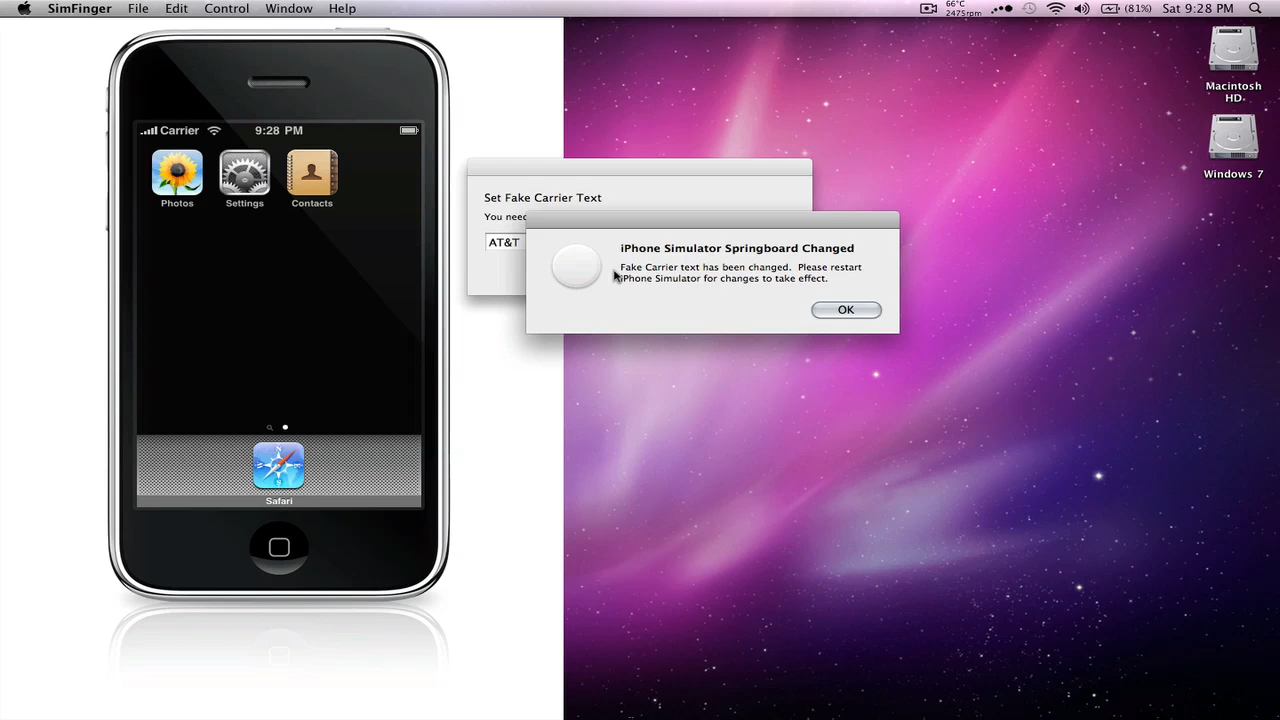 SimFinger File Edit Control Window Help
66°C
2475rpm
(81%) Sat 9:28 PM
Carrier 9:28 PM
Photos Settings Contacts
Safari
Set Fake Carrier Text
You need
AT&T
iPhone Simulator Springboard Changed
Fake Carrier text has been changed. Please restart
iPhone Simulator for changes to take effect.
OK
Macintosh
HD
Windows 7